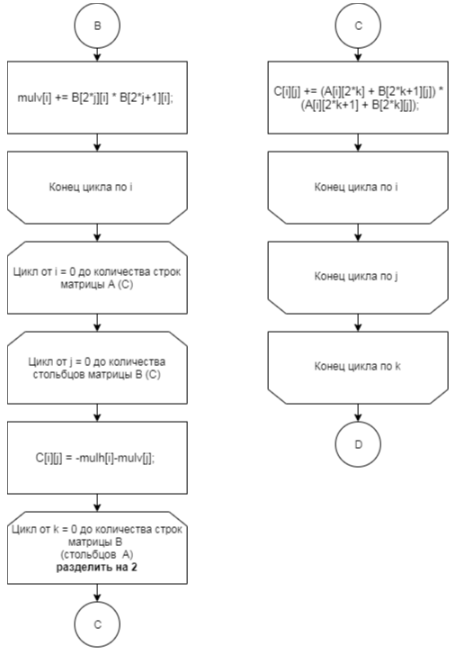 B
mulv[i] += B[2*j][i] * B[2*j+1][i];
Конец цикла по i
Цикл от i = 0 до количества строк
матрицы A (C)
Цикл от j = 0 до количества
столбцов матрицы B (C)
C[i][j] = -mulh[i]-mulv[j];
Цикл от k = 0 до количества строк
матрицы B
(столбцов A)
разделить на 2
C
C
C[i][j] += (A[i][2*k] + B[2*k+1][j]) *
(A[i][2*k+1] + B[2*k][j]);
Конец цикла по i
Конец цикла по j
Конец цикла по k
D